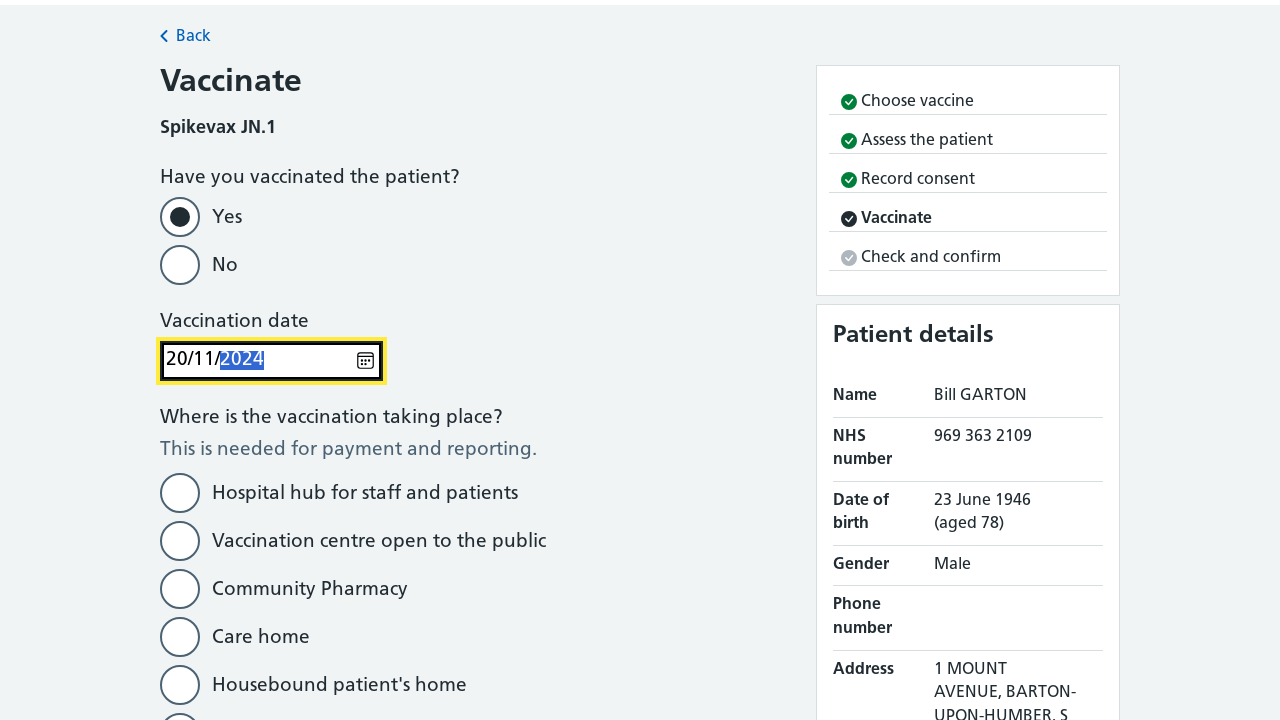 Back
Vaccinate
Spikevax JN.1
Have you vaccinated the patient?
Yes
No
Vaccination date
20/11/2024
Where is the vaccination taking place?
This is needed for payment and reporting.
Hospital hub for staff and patients
Vaccination centre open to the public
Community Pharmacy
Care home
Housebound patient's home
Choose vaccine
Assess the patient
Record consent
Vaccinate
Check and confirm
Patient details
Name Bill GARTON
NHS number 969 363 2109
Date of birth 23 June 1946 (aged 78)
Gender Male
Phone number
Address 1 MOUNT
AVENUE, BARTON-
UPON-HUMBER, S